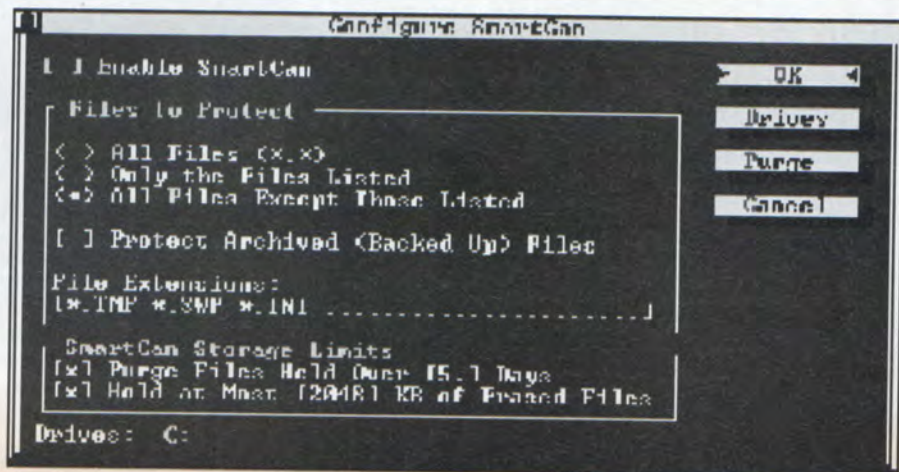 Configure SmartCan
[ ] Enable SmartCan
OK
Files to Protect
Drives
( ) All Files (*.*)
( ) Only the Files Listed
(•) All Files Except Those Listed
Purge
Cancel
[ ] Protect Archived (Backed Up) Files
File Extensions:
[*.TMP *.SWP *.INI ........................]
SmartCan Storage Limits
[x] Purge Files Held Over [5.] Days
[x] Hold at Most [2048] KB of Erased Files
Drives: C: